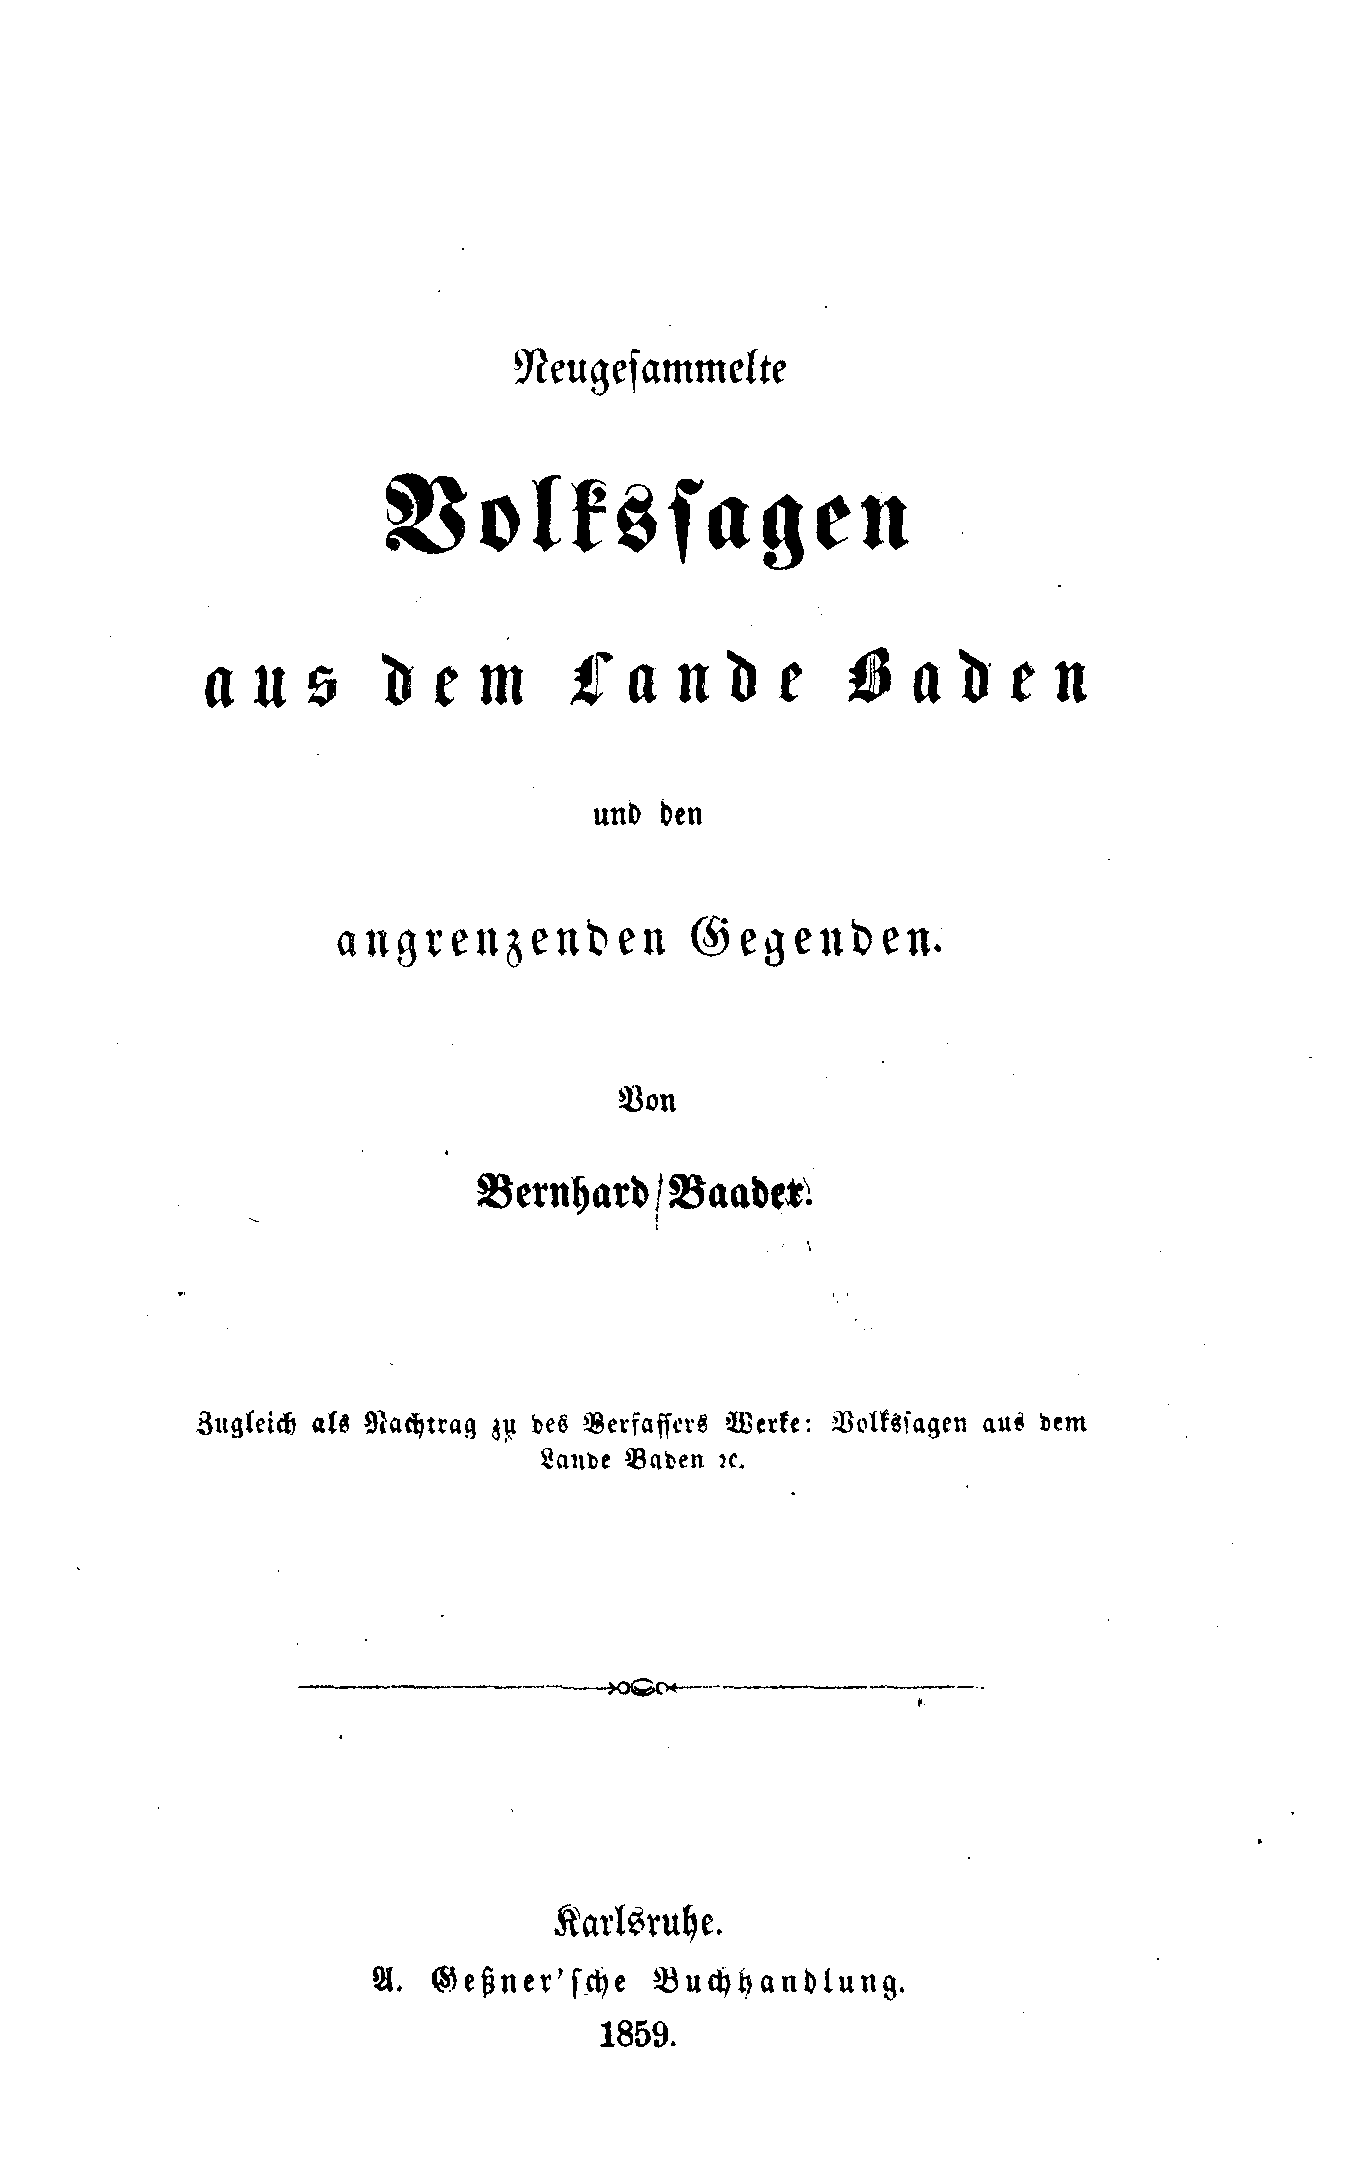 Neugesammelte
Volkssagen
aus dem Lande Baden
und den
angrenzenden Gegenden.
Von
Bernhard Baader.
Zugleich als Nachtrag zu des Verfassers Werke: Volkssagen aus dem
Lande Baden ꝛc.
Karlsruhe.
A. Geßner'sche Buchhandlung.
1859.